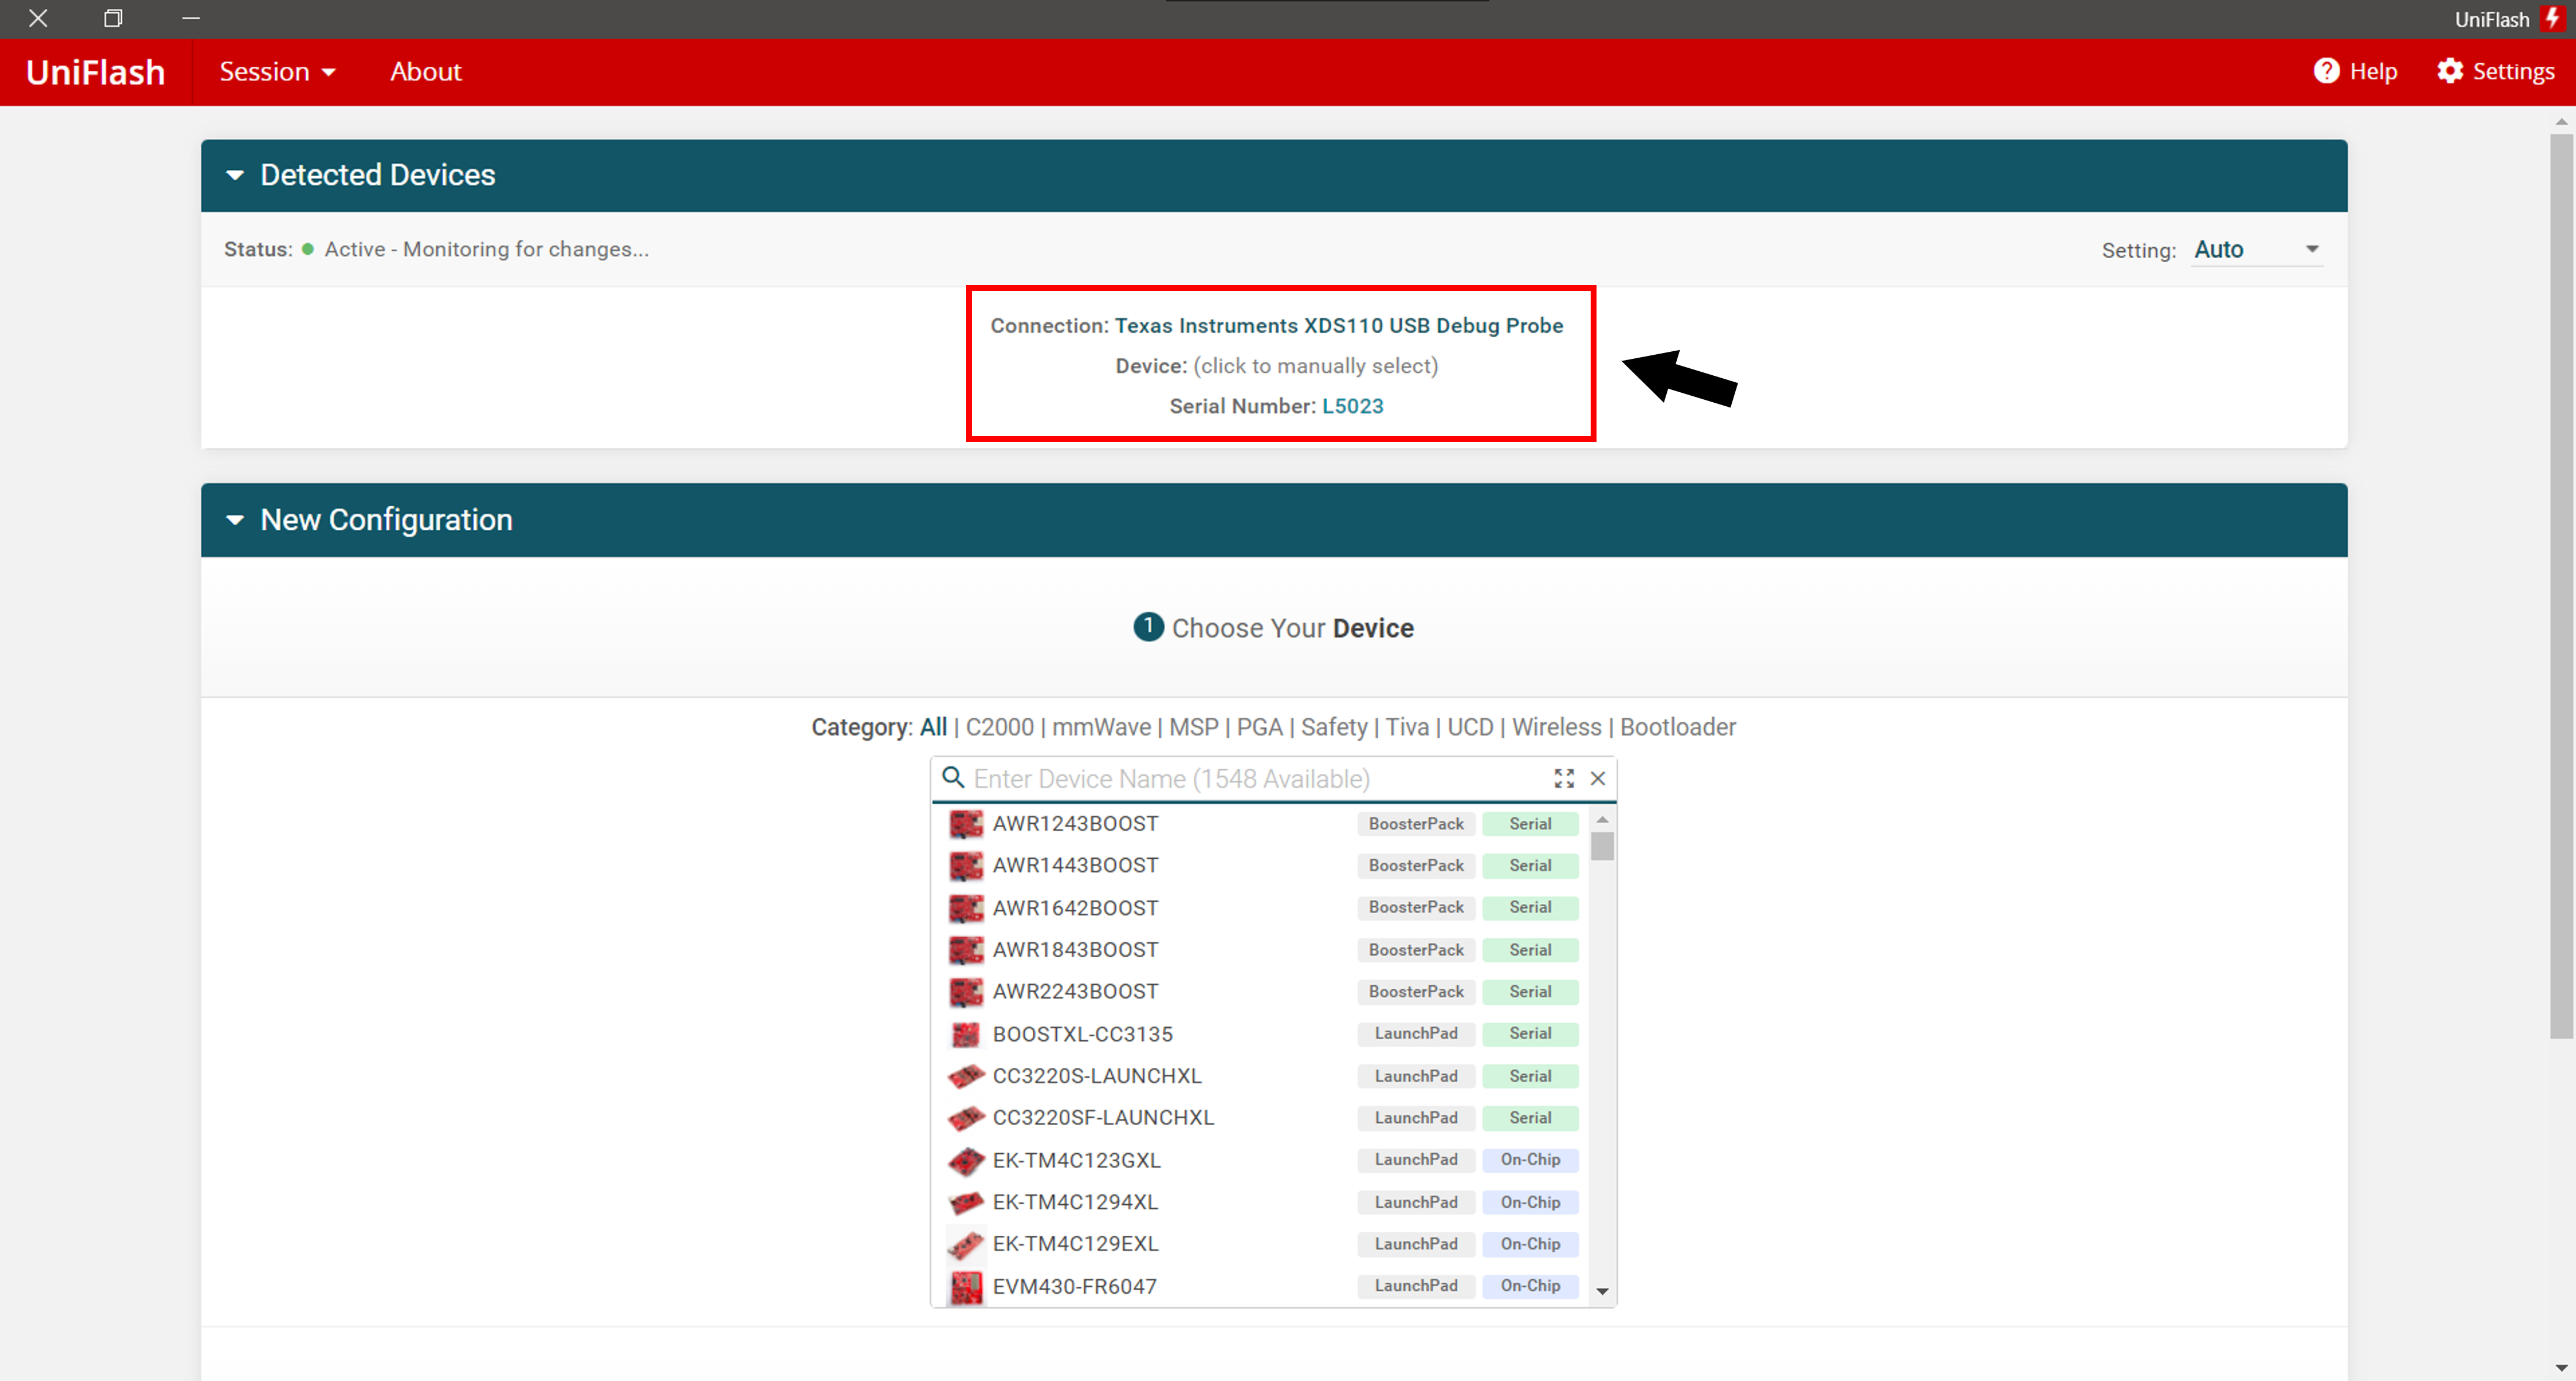 UniFlash
UniFlash Session About Help Settings
Detected Devices
Status: Active - Monitoring for changes... Setting: Auto
Connection: Texas Instruments XDS110 USB Debug Probe
Device: (click to manually select)
Serial Number: L5023
New Configuration
1 Choose Your Device
Category: All | C2000 | mmWave | MSP | PGA | Safety | Tiva | UCD | Wireless | Bootloader
Enter Device Name (1548 Available)
AWR1243BOOST BoosterPack Serial
AWR1443BOOST BoosterPack Serial
AWR1642BOOST BoosterPack Serial
AWR1843BOOST BoosterPack Serial
AWR2243BOOST BoosterPack Serial
BOOSTXL-CC3135 LaunchPad Serial
CC3220S-LAUNCHXL LaunchPad Serial
CC3220SF-LAUNCHXL LaunchPad Serial
EK-TM4C123GXL LaunchPad On-Chip
EK-TM4C1294XL LaunchPad On-Chip
EK-TM4C129EXL LaunchPad On-Chip
EVM430-FR6047 LaunchPad On-Chip